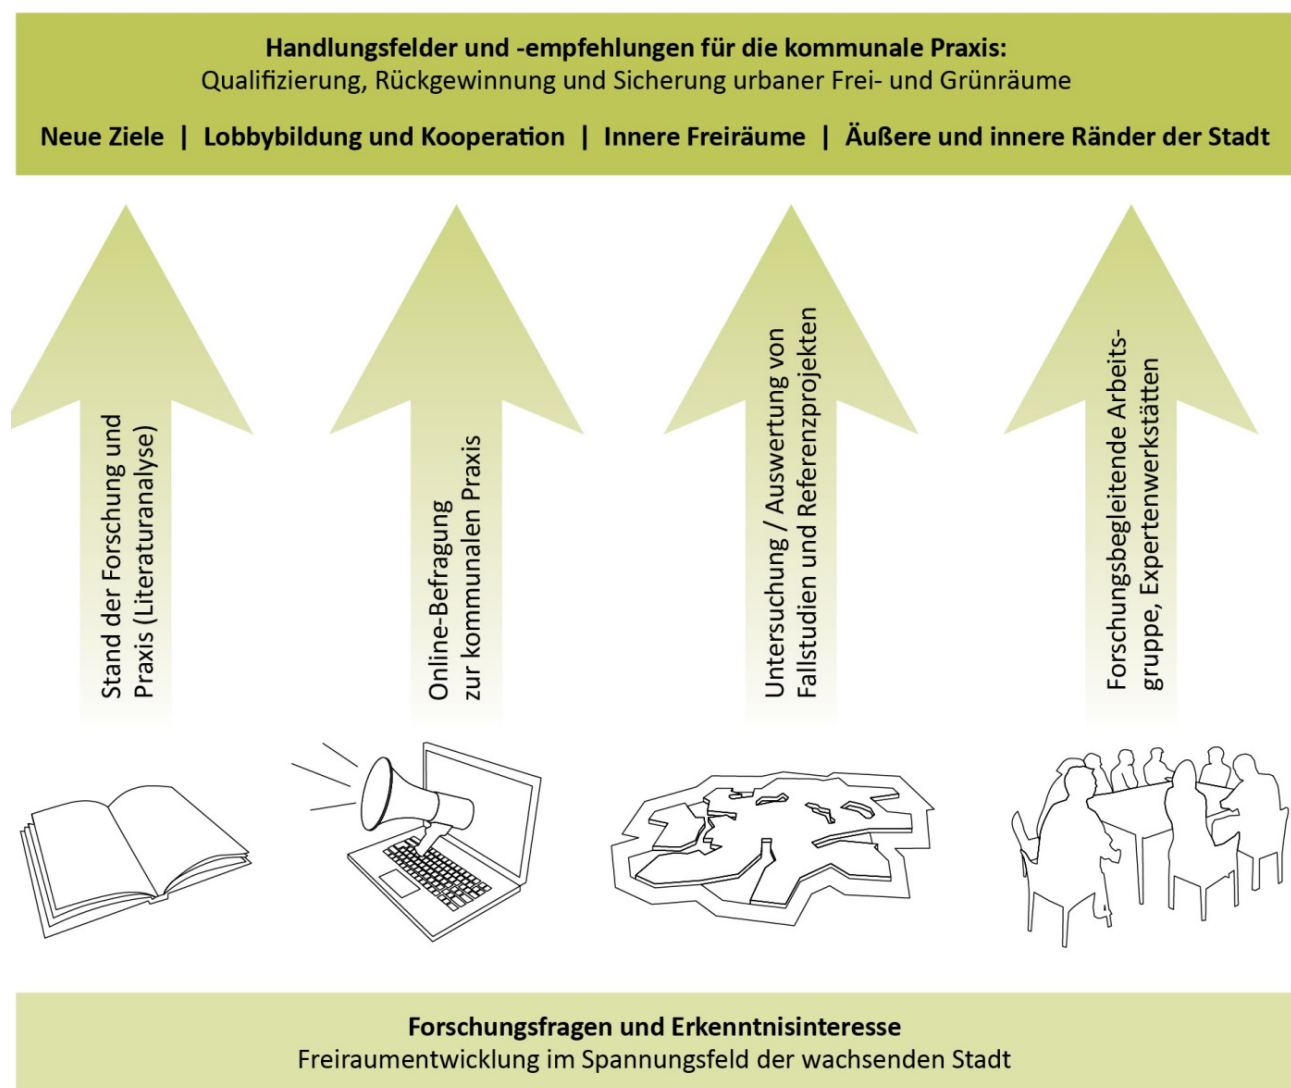 Handlungsfelder und -empfehlungen für die kommunale Praxis:
Qualifizierung, Rückgewinnung und Sicherung urbaner Frei- und Grünräume
Neue Ziele | Lobbybildung und Kooperation | Innere Freiräume | Äußere und innere Ränder der Stadt
Stand der Forschung und
Praxis (Literaturanalyse)
Online-Befragung
zur kommunalen Praxis
Untersuchung / Auswertung von
Fallstudien und Referenzprojekten
Forschungsbegleitende Arbeits-
gruppe, Expertenwerkstätten
Forschungsfragen und Erkenntnisinteresse
Freiraumentwicklung im Spannungsfeld der wachsenden Stadt